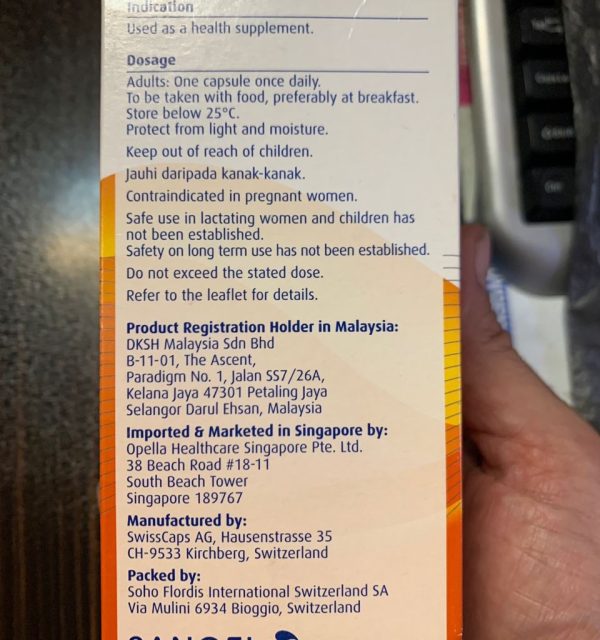 Indication
Used as a health supplement.
Dosage
Adults: One capsule once daily.
To be taken with food, preferably at breakfast.
Store below 25°C.
Protect from light and moisture.
Keep out of reach of children.
Jauhi daripada kanak-kanak.
Contraindicated in pregnant women.
Safe use in lactating women and children has
not been established.
Safety on long term use has not been established.
Do not exceed the stated dose.
Refer to the leaflet for details.
Product Registration Holder in Malaysia:
DKSH Malaysia Sdn Bhd
B-11-01, The Ascent,
Paradigm No. 1, Jalan SS7/26A,
Kelana Jaya 47301 Petaling Jaya
Selangor Darul Ehsan, Malaysia
Imported & Marketed in Singapore by:
Opella Healthcare Singapore Pte. Ltd.
38 Beach Road #18-11
South Beach Tower
Singapore 189767
Manufactured by:
SwissCaps AG, Hausenstrasse 35
CH-9533 Kirchberg, Switzerland
Packed by:
Soho Flordis International Switzerland SA
Via Mulini 6934 Bioggio, Switzerland